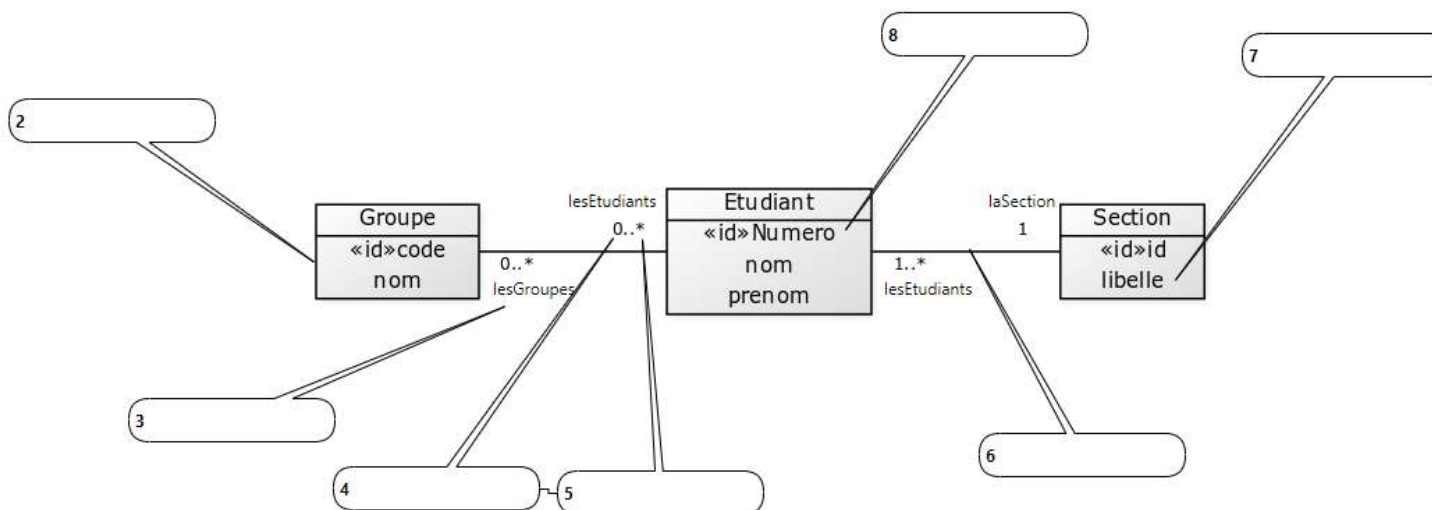 8
7
2
lesEtudiants
0..*
Etudiant
«id»Numero
nom
prenom
laSection
1
Groupe
«id»code
nom
0..*
lesGroupes
1..*
lesEtudiants
Section
«id»id
libelle
3
6
4
5